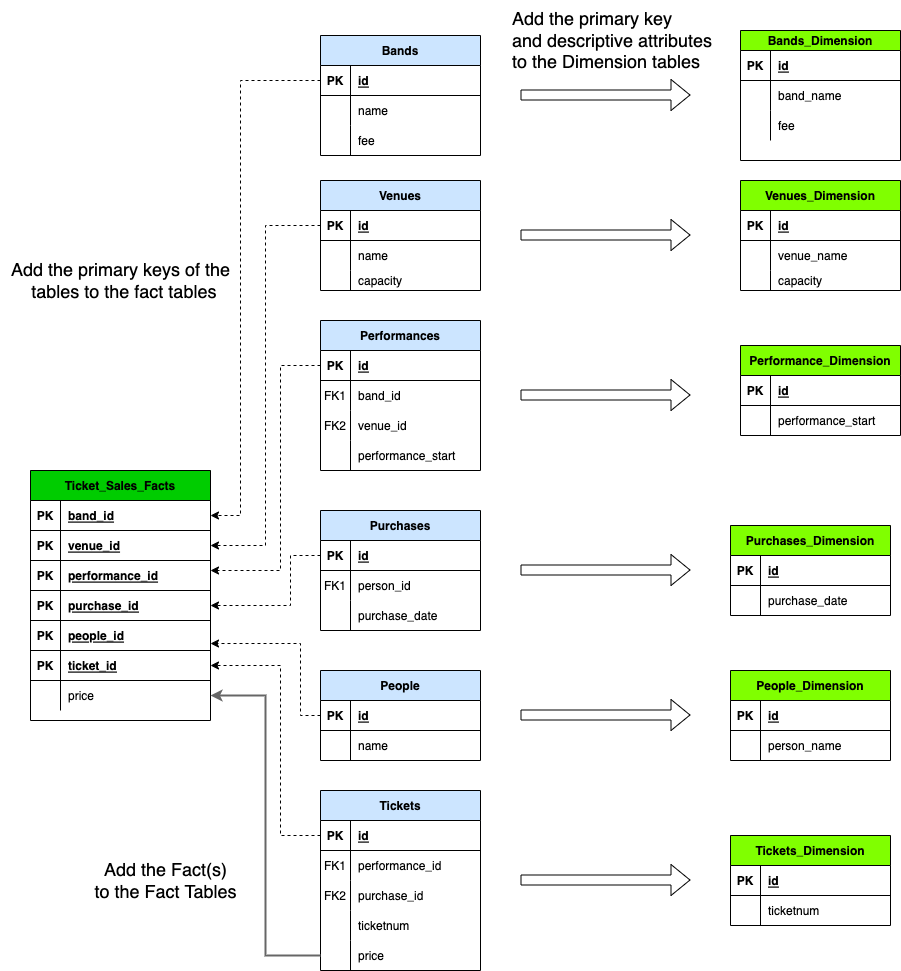 Add the primary key
and descriptive attributes
to the Dimension tables
Bands
PK id
name
fee
Bands_Dimension
PK id
band_name
fee
Venues
PK id
name
capacity
Venues_Dimension
PK id
venue_name
capacity
Add the primary keys of the
tables to the fact tables
Performances
PK id
FK1 band_id
FK2 venue_id
performance_start
Performance_Dimension
PK id
performance_start
Ticket_Sales_Facts
PK band_id
PK venue_id
PK performance_id
PK purchase_id
PK people_id
PK ticket_id
price
Purchases
PK id
FK1 person_id
purchase_date
Purchases_Dimension
PK id
purchase_date
People
PK id
name
People_Dimension
PK id
person_name
Add the Fact(s)
to the Fact Tables
Tickets
PK id
FK1 performance_id
FK2 purchase_id
ticketnum
price
Tickets_Dimension
PK id
ticketnum